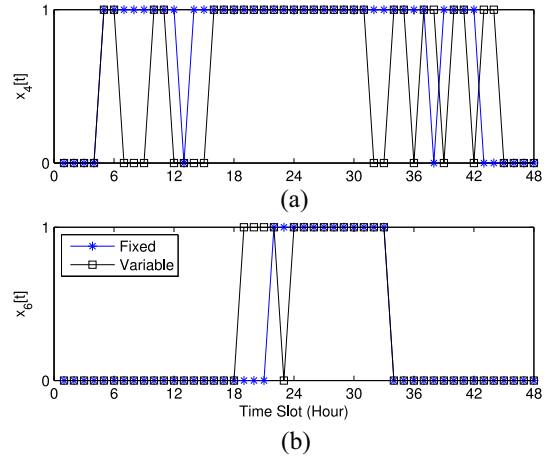 1
x4[t]
0
0 6 12 18 24 30 36 42 48
(a)
1
Fixed
Variable
x6[t]
0
0 6 12 18 24 30 36 42 48
Time Slot (Hour)
(b)